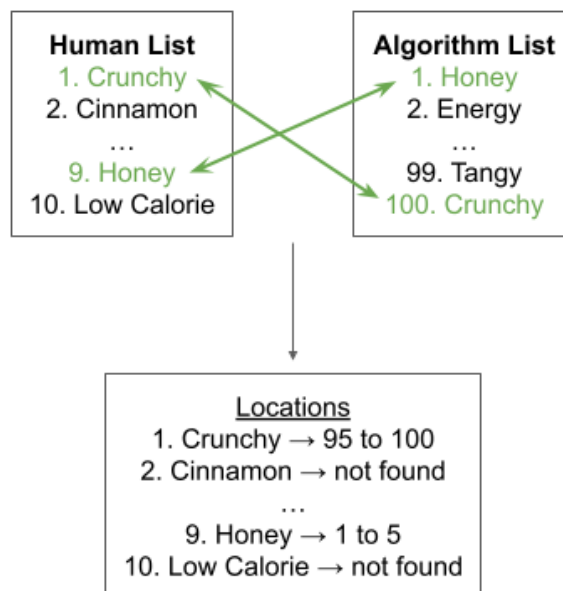 Human List
1. Crunchy
2. Cinnamon
…
9. Honey
10. Low Calorie
Algorithm List
1. Honey
2. Energy
…
99. Tangy
100. Crunchy
Locations
1. Crunchy → 95 to 100
2. Cinnamon → not found
…
9. Honey → 1 to 5
10. Low Calorie → not found